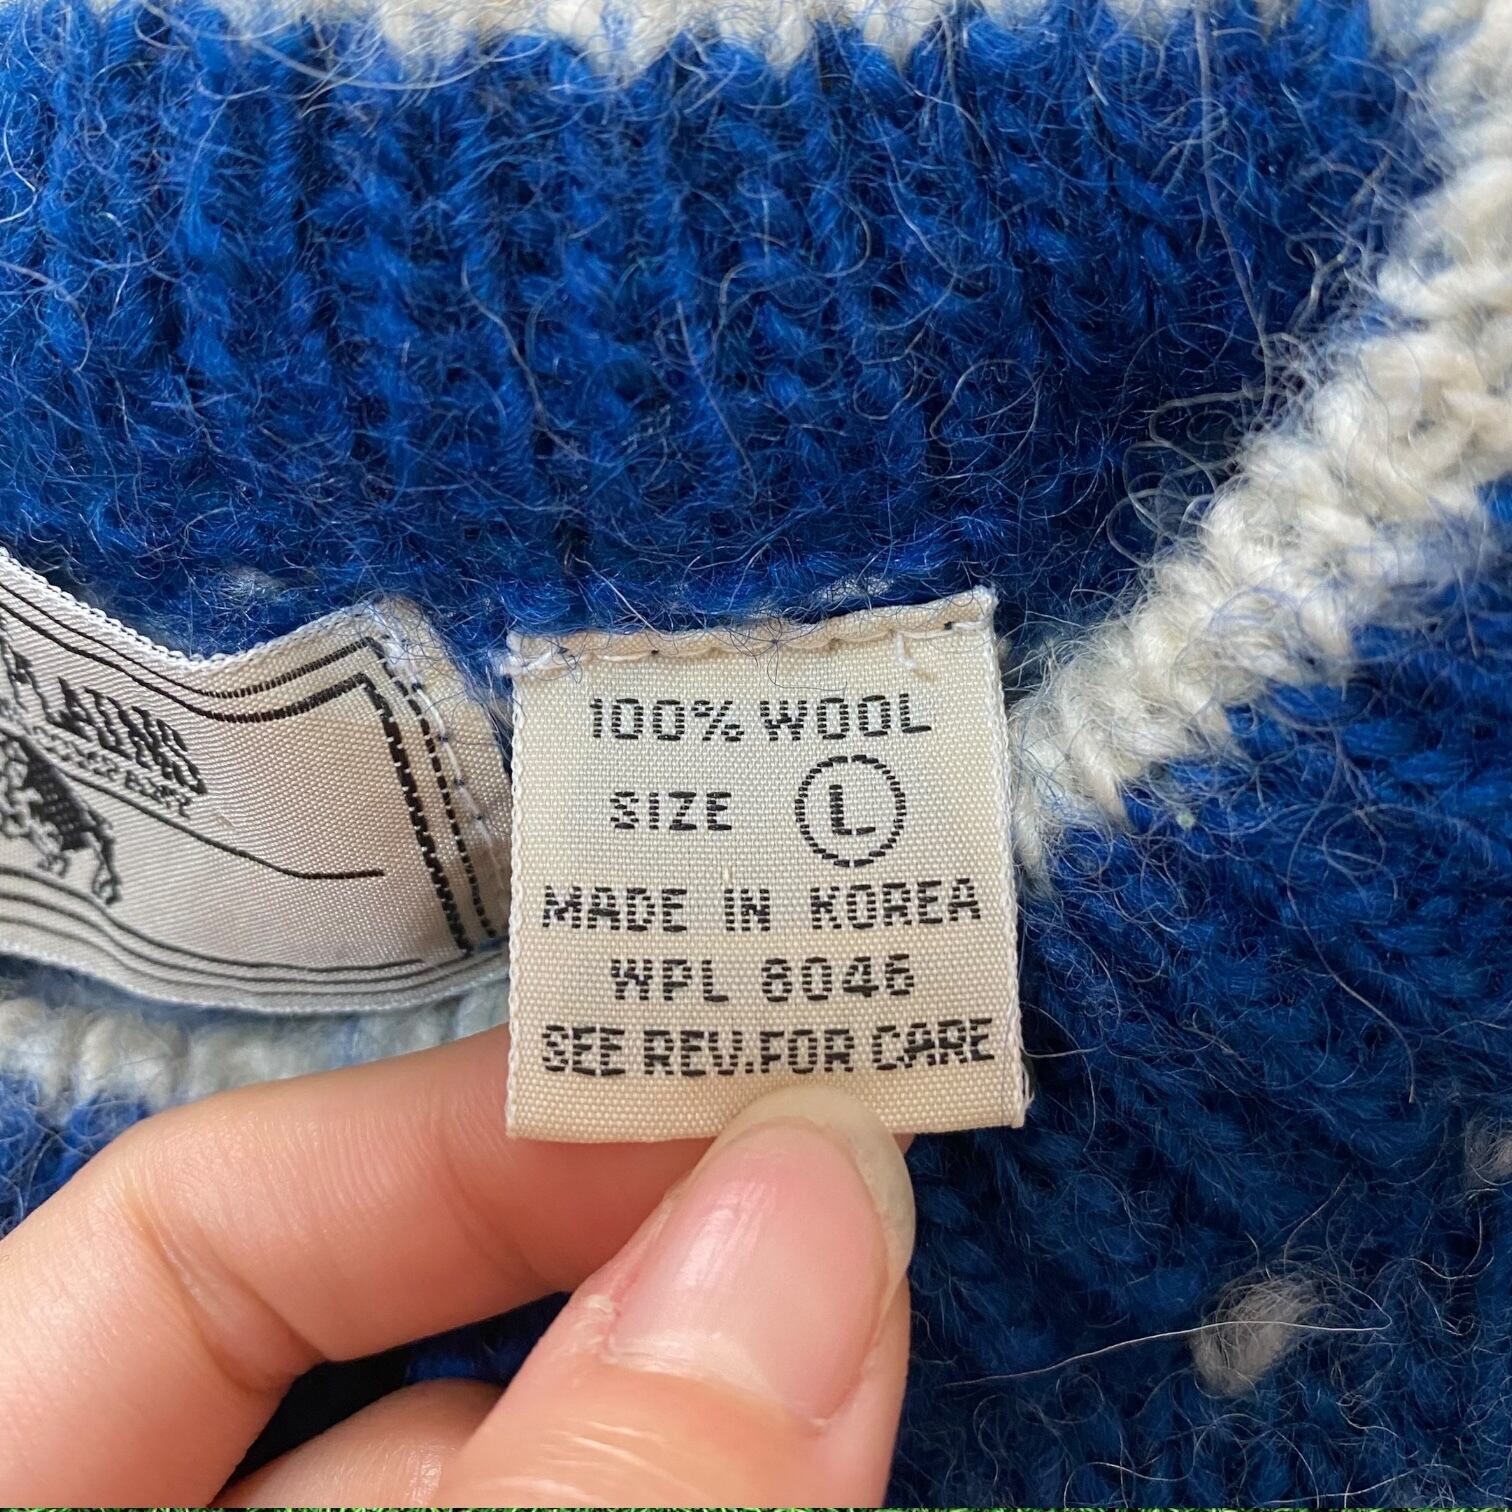 100% WOOL
SIZE L
MADE IN KOREA
WPL 8046
SEE REV.FOR CARE